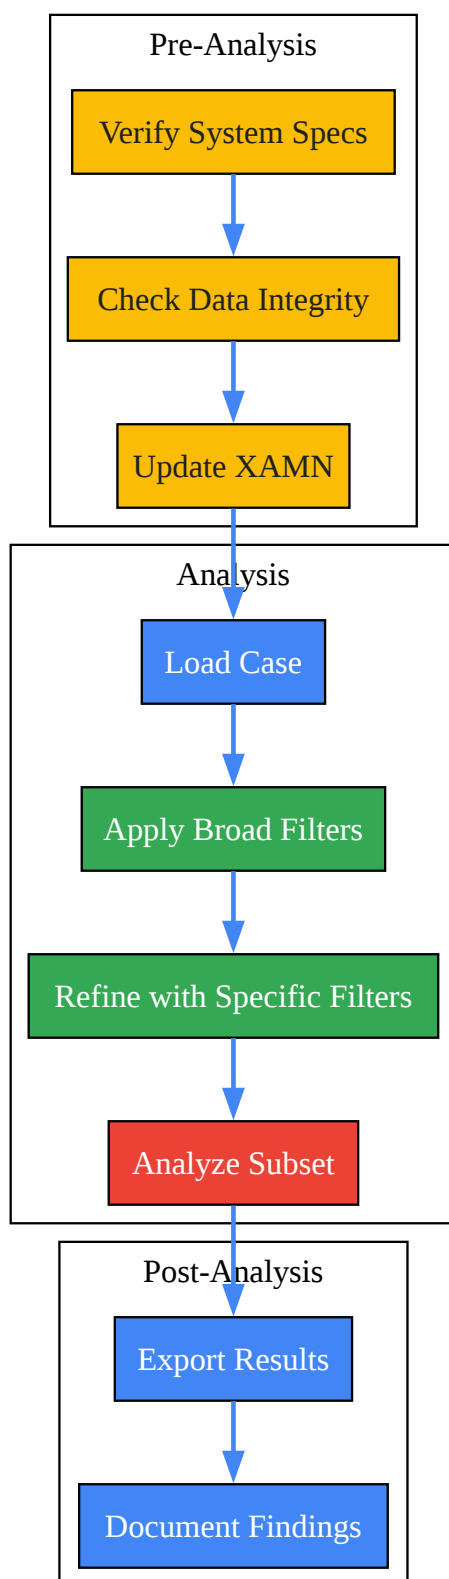 Pre-Analysis
Verify System Specs
Check Data Integrity
Update XAMN
Analysis
Load Case
Apply Broad Filters
Refine with Specific Filters
Analyze Subset
Post-Analysis
Export Results
Document Findings